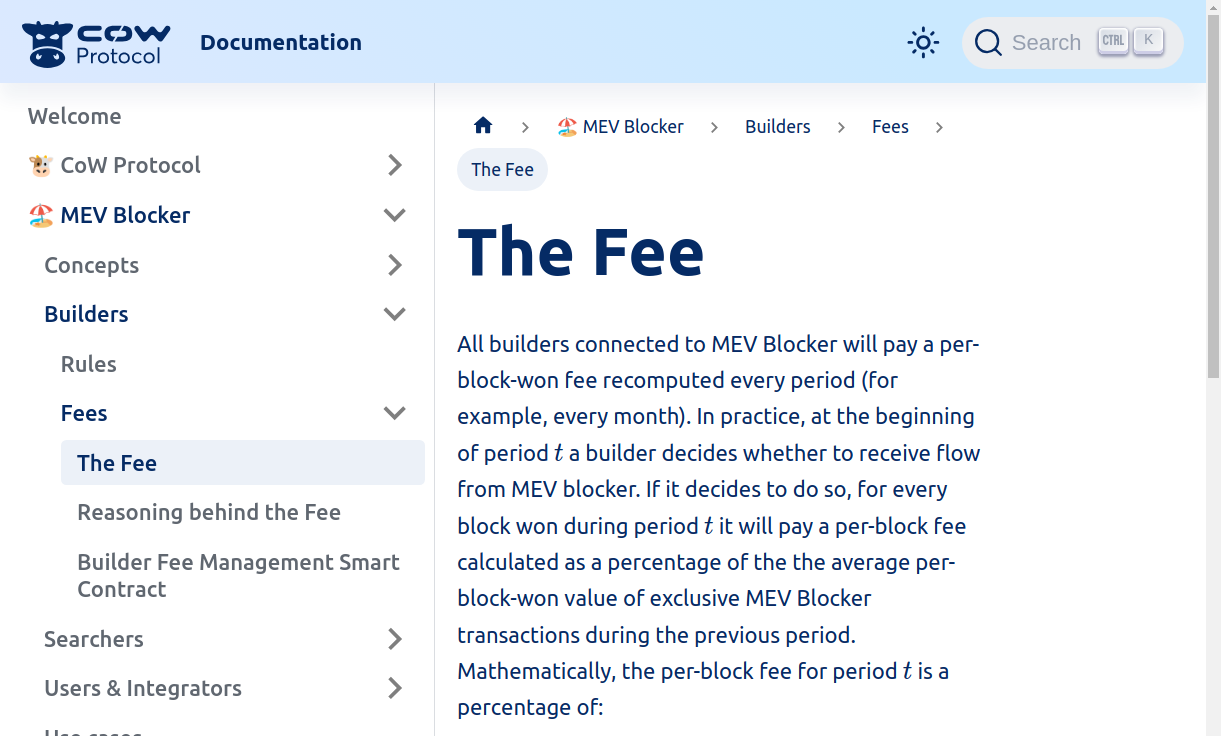 COW
Protocol
Documentation
Search
CTRL
K
Welcome
CoW Protocol
MEV Blocker
Concepts
Builders
Rules
Fees
The Fee
Reasoning behind the Fee
Builder Fee Management Smart
Contract
Searchers
Users & Integrators
Use cases
MEV Blocker
Builders
Fees
The Fee
The Fee
All builders connected to MEV Blocker will pay a per-
block-won fee recomputed every period (for
example, every month). In practice, at the beginning
of period t a builder decides whether to receive flow
from MEV blocker. If it decides to do so, for every
block won during period t it will pay a per-block fee
calculated as a percentage of the the average per-
block-won value of exclusive MEV Blocker
transactions during the previous period.
Mathematically, the per-block fee for period t is a
percentage of: